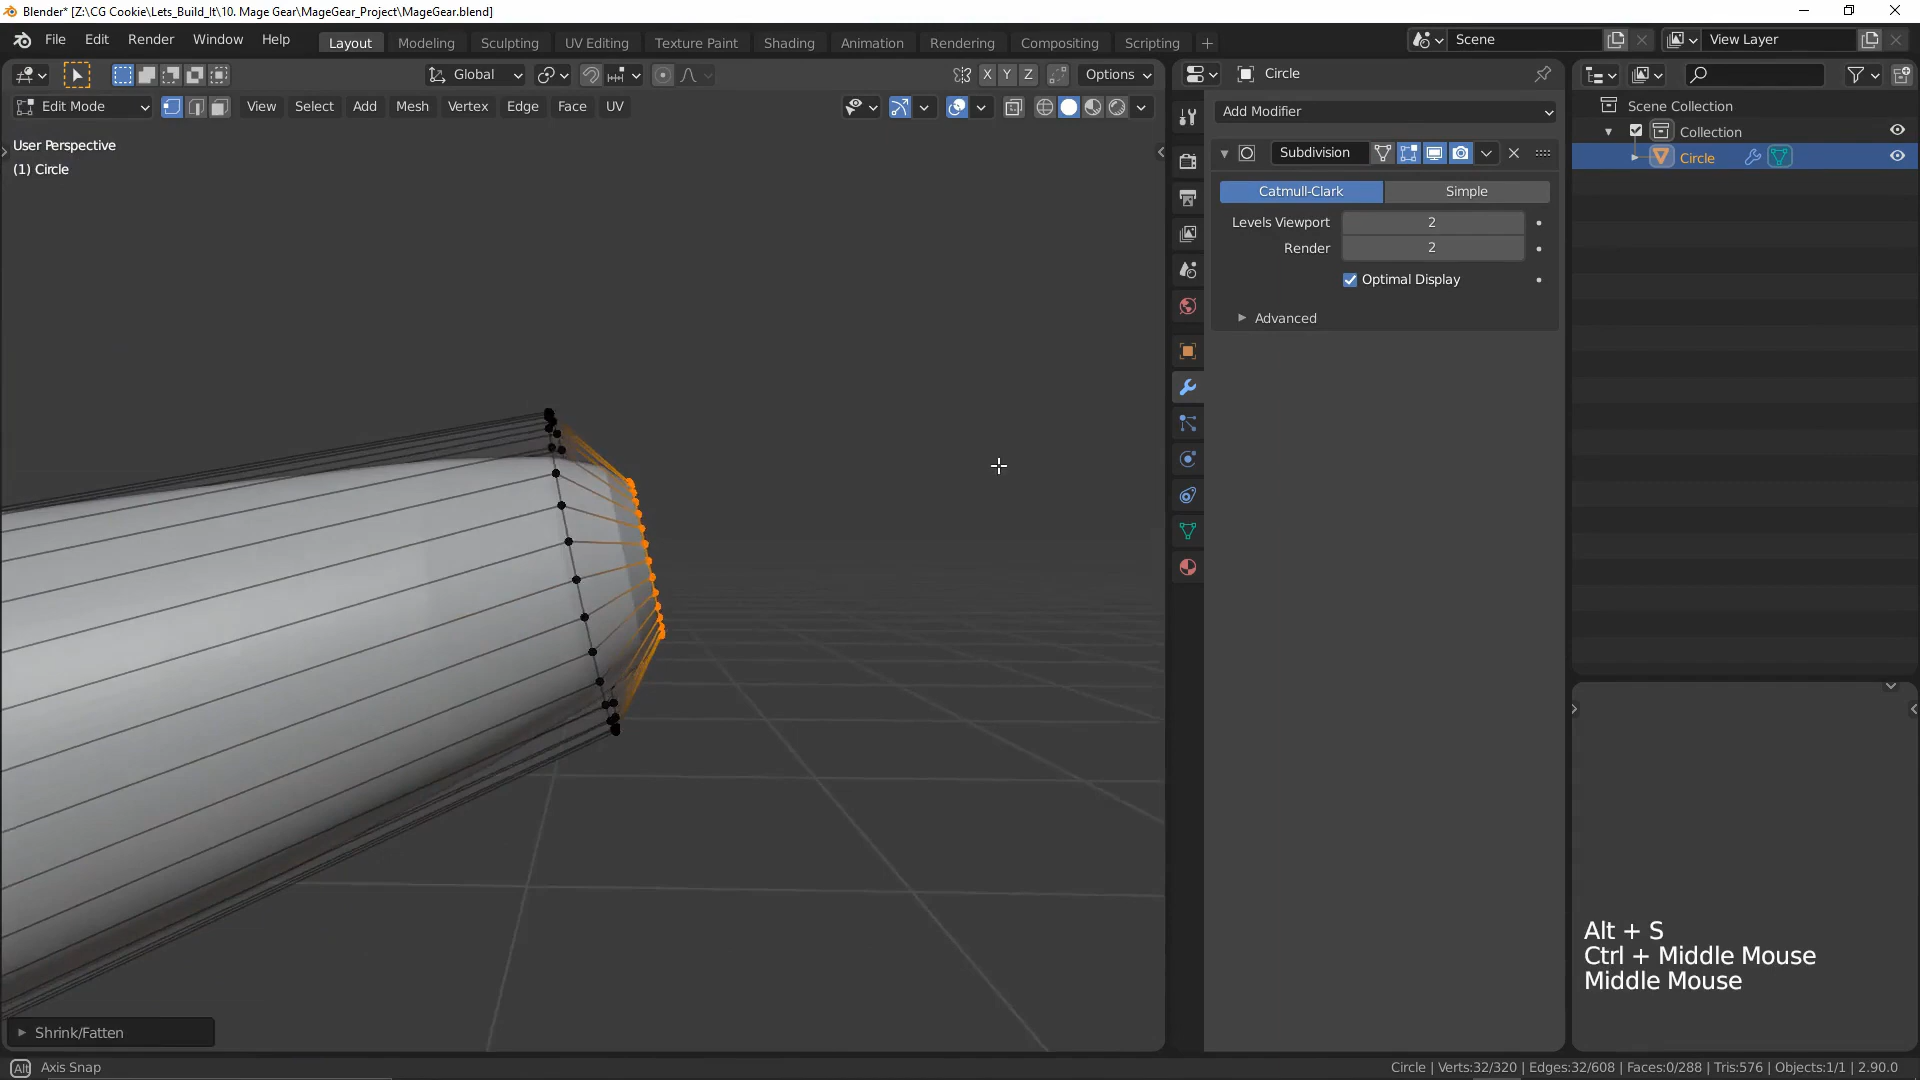 Blender* [Z:\CG Cookie\Lets_Build_It\10. Mage Gear\MageGear_Project\MageGear.blend]
File Edit Render Window Help Layout Modeling Sculpting UV Editing Texture Paint Shading Animation Rendering Compositing Scripting Scene View Layer
Global X Y Z Options Circle
Edit Mode View Select Add Mesh Vertex Edge Face UV Add Modifier Scene Collection
Collection
User Perspective
(1) Circle
Subdivision
Circle
Catmull-Clark Simple
Levels Viewport 2
Render 2
Optimal Display
Advanced
Alt + S
Ctrl + Middle Mouse
Middle Mouse
Shrink/Fatten
Alt Axis Snap
Circle | Verts:32/320 | Edges:32/608 | Faces:0/288 | Tris:576 | Objects:1/1 | 2.90.0